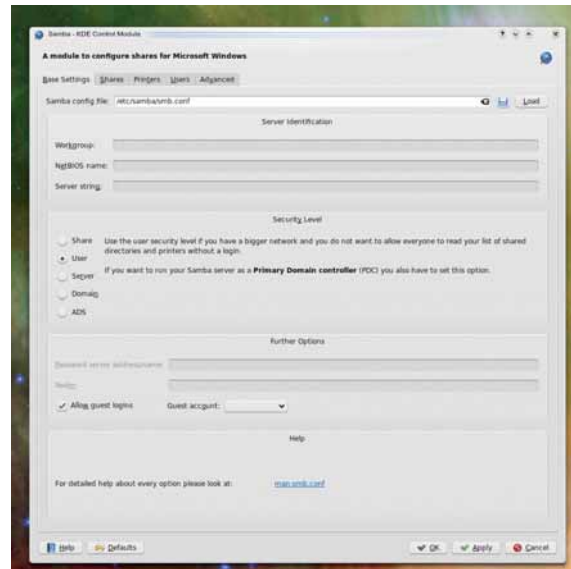 Samba - KDE Control Module
A module to configure shares for Microsoft Windows
Base Settings Shares Printers Users Advanced
Samba config file: /etc/samba/smb.conf Load
Server Identification
Workgroup:
NetBIOS name:
Server string:
Security Level
Share
User
Server
Domain
ADS
Use the user security level if you have a bigger network and you do not want to allow everyone to read your list of shared
directories and printers without a login.
If you want to run your Samba server as a Primary Domain controller (PDC) you also have to set this option.
Further Options
Password server address/name:
Realm:
Allow guest logins Guest account:
Help
For detailed help about every option please look at: man:smb.conf
Help Defaults OK Apply Cancel